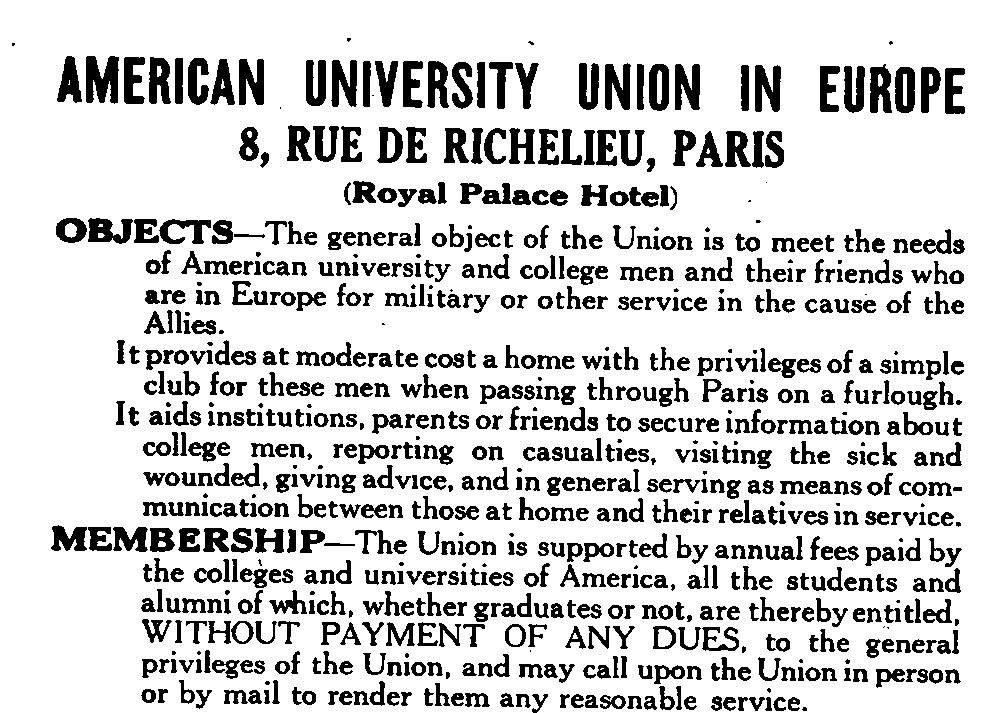 AMERICAN UNIVERSITY UNION IN EUROPE
8, RUE DE RICHELIEU, PARIS
(Royal Palace Hotel)
OBJECTS—The general object of the Union is to meet the needs
of American university and college men and their friends who
are in Europe for military or other service in the cause of the
Allies.
It provides at moderate cost a home with the privileges of a simple
club for these men when passing through Paris on a furlough.
It aids institutions, parents or friends to secure information about
college men, reporting on casualties, visiting the sick and
wounded, giving advice, and in general serving as means of com-
munication between those at home and their relatives in service.
MEMBERSHIP—The Union is supported by annual fees paid by
the colleges and universities of America, all the students and
alumni of which, whether graduates or not, are thereby entitled,
WITHOUT PAYMENT OF ANY DUES, to the general
privileges of the Union, and may call upon the Union in person
or by mail to render them any reasonable service.